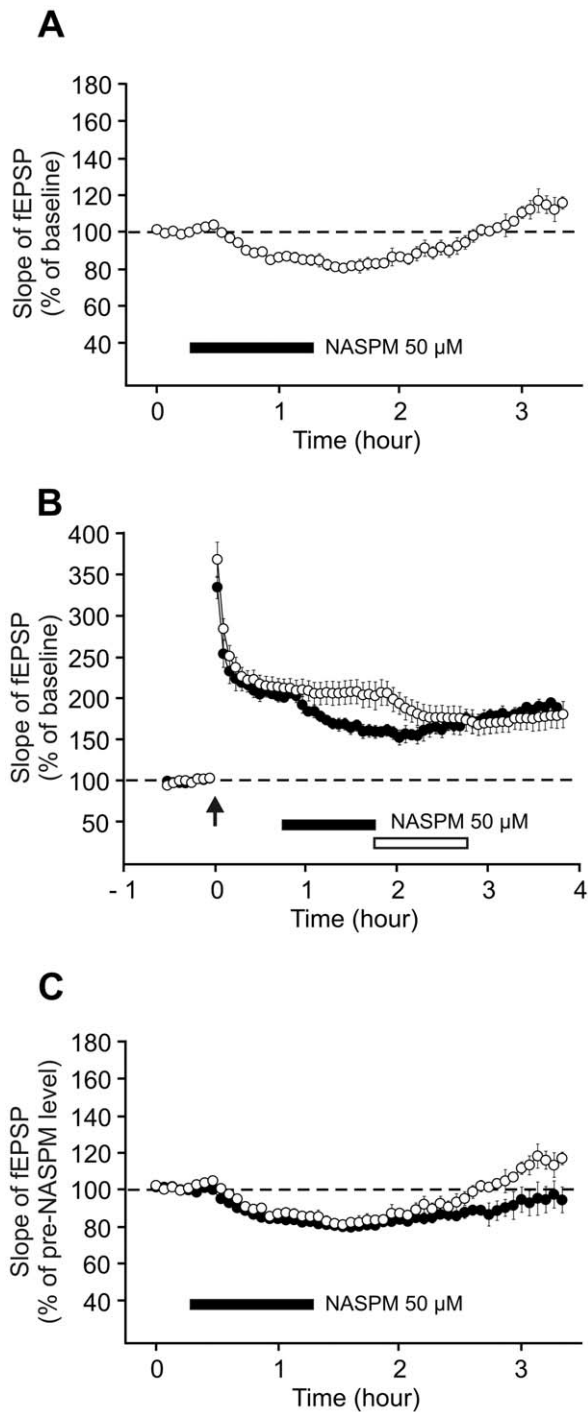 A
Slope of fEPSP
(% of baseline)
180
160
140
120
100
80
60
40
NASPM 50 µM
0 1 2 3
Time (hour)
B
Slope of fEPSP
(% of baseline)
400
350
300
250
200
150
100
50
NASPM 50 µM
- 1 0 1 2 3 4
Time (hour)
C
Slope of fEPSP
(% of pre-NASPM level)
180
160
140
120
100
80
60
40
NASPM 50 µM
0 1 2 3
Time (hour)